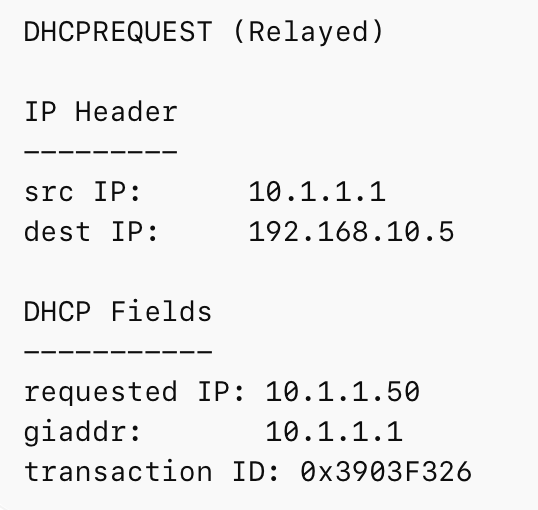 DHCPREQUEST (Relayed)
IP Header
---------
src IP:      10.1.1.1
dest IP:     192.168.10.5
DHCP Fields
-----------
requested IP: 10.1.1.50
giaddr:       10.1.1.1
transaction ID: 0x3903F326